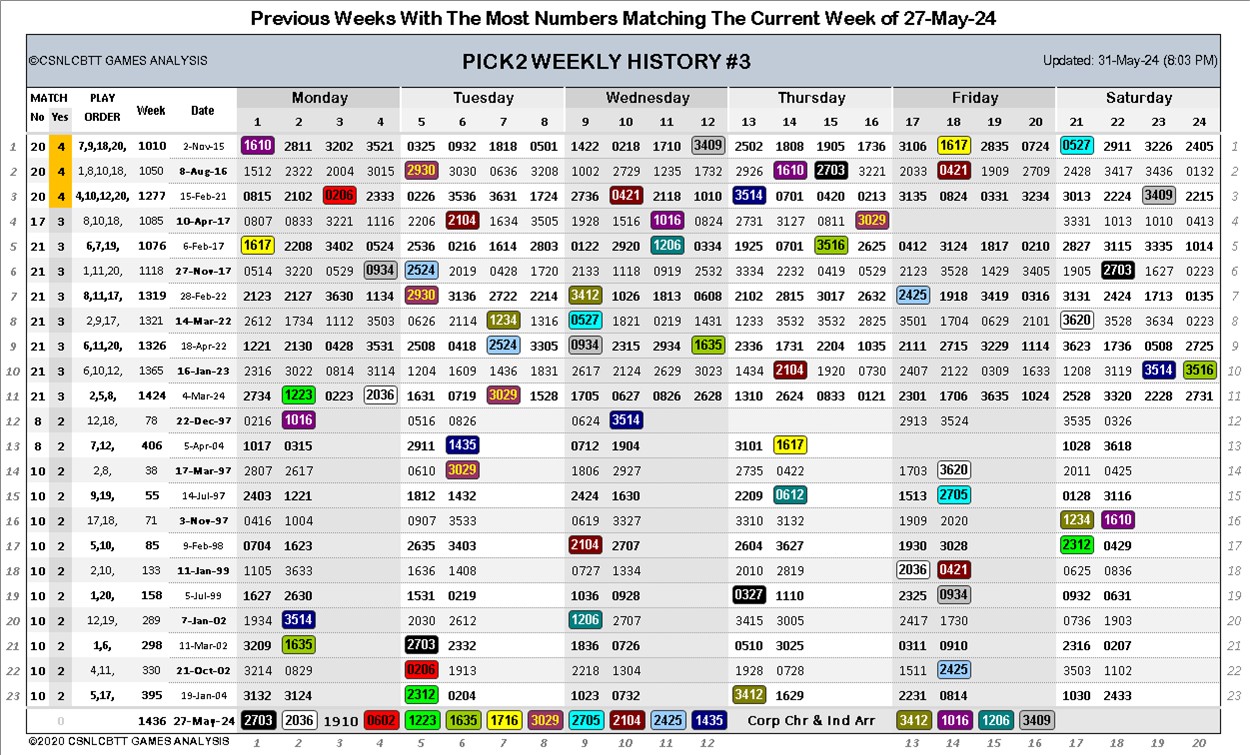 Previous Weeks With The Most Numbers Matching The Current Week of 27-May-24
©CSNLCBTT GAMES ANALYSIS PICK2 WEEKLY HISTORY #3 Updated: 31-May-24 (8:03 PM)
MATCH PLAY Week Date Monday Tuesday Wednesday Thursday Friday Saturday
No Yes ORDER 1 2 3 4 5 6 7 8 9 10 11 12 13 14 15 16 17 18 19 20 21 22 23 24
1 20 4 7,9,18,20, 1010 2-Nov-15 1610 2811 3202 3521 0325 0932 1818 0501 1422 0218 1710 3409 2502 1808 1905 1736 3106 1617 2835 0724 0527 2911 3226 2405 1
2 20 4 1,8,10,18, 1050 8-Aug-16 1512 2322 2004 3015 2930 3030 0636 3208 1002 2729 1235 1732 2926 1610 2703 3221 2033 0421 1909 2709 2428 3417 3436 0132 2
3 20 4 4,10,12,20, 1277 15-Feb-21 0815 2102 0206 2333 0226 3536 3631 1724 2736 0421 2118 1010 3514 0701 0420 0213 3135 0824 0331 0430 3013 2224 3409 2215 3
4 17 3 8,10,18, 1085 10-Apr-17 0807 0833 3221 1116 2206 2104 1634 3505 1928 1516 1016 0824 2731 3127 0811 3029 3331 1013 1010 0413 4
5 21 3 6,7,19, 1076 6-Feb-17 1617 2208 3402 0524 2536 0216 1614 2803 0122 2920 1206 0334 1925 0701 3516 2625 0412 3124 1817 0210 2827 3115 3335 1014 5
6 21 3 1,11,20, 1118 27-Nov-17 0514 3220 0529 0934 2524 2019 0428 1720 2133 1118 0919 2532 3334 2232 0419 0529 2123 3528 1429 3405 1905 2703 1627 0223 6
7 21 3 8,11,17, 1319 28-Feb-22 2123 2127 3630 1134 2930 3136 2722 2214 3412 1026 1813 0608 2102 2815 3017 2632 2425 1918 3419 0316 3131 2424 1713 0135 7
8 21 3 2,9,17, 1321 14-Mar-22 2612 1734 1112 3503 0626 2114 1234 1316 0527 1821 0219 1431 1233 3532 3532 2825 3501 1704 0629 2101 3620 3528 3634 0223 8
9 21 3 6,11,20, 1326 18-Apr-22 1221 2130 0428 3531 2508 0418 2524 3305 0934 2315 2934 1635 2336 1731 2204 1035 2111 2715 3229 1114 3623 1736 0508 2725 9
10 21 3 6,10,12, 1365 16-Jan-23 2316 3022 0814 3114 1204 1609 1436 1831 2617 2124 2629 3023 1434 2104 1920 0730 2407 2122 0309 1633 1208 3119 3514 3516 10
11 21 3 2,5,8, 1424 4-Mar-24 2734 1223 0223 2036 1631 0719 3029 1528 1705 0627 0826 2628 1310 2624 0833 0121 2301 1706 3635 1024 2528 3320 2228 2731 11
12 8 2 12,18, 78 22-Dec-97 0216 1016 0516 0826 0624 3514 2913 3524 3535 0326 12
13 8 2 7,12, 406 5-Apr-04 1017 0315 2911 1435 0712 1904 3101 1617 1028 3618 13
14 10 2 2,8, 38 17-Mar-97 2807 2617 0610 3029 1806 2927 2735 0422 1703 3620 2011 0425 14
15 10 2 9,19, 55 14-Jul-97 2403 1221 1812 1432 2424 1630 2209 0612 1513 2705 0128 3116 15
16 10 2 17,18, 71 3-Nov-97 0416 1004 0907 3533 0619 3327 3310 3132 1909 2020 1234 1610 16
17 10 2 5,10, 85 9-Feb-98 0704 1623 2635 3403 2104 2707 2604 3627 1930 3028 2312 0429 17
18 10 2 2,10, 133 11-Jan-99 1105 3633 1636 1408 0727 1334 2010 2819 2036 0421 0625 0836 18
19 10 2 1,20, 158 5-Jul-99 1627 2630 1531 0219 1036 0928 0327 1110 2325 0934 0932 0631 19
20 10 2 12,19, 289 7-Jan-02 1934 3514 2030 2612 1206 2707 3415 3005 2417 1730 0736 1903 20
21 10 2 1,6, 298 11-Mar-02 3209 1635 2703 2332 1836 0726 0510 3025 0311 0910 2316 0207 21
22 10 2 4,11, 330 21-Oct-02 3214 0829 0206 1913 2218 1304 1928 0728 1511 2425 3503 1102 22
23 10 2 5,17, 395 19-Jan-04 3132 3124 2312 0204 1023 0732 3412 1629 2231 0814 1030 2433 23
0 1436 27-May-24 2703 2036 1910 0602 1223 1635 1716 3029 2705 2104 2425 1435 Corp Chr & Ind Arr 3412 1016 1206 3409
©2020 CSNLCBTT GAMES ANALYSIS 1 2 3 4 5 6 7 8 9 10 11 12 13 14 15 16 17 18 19 20